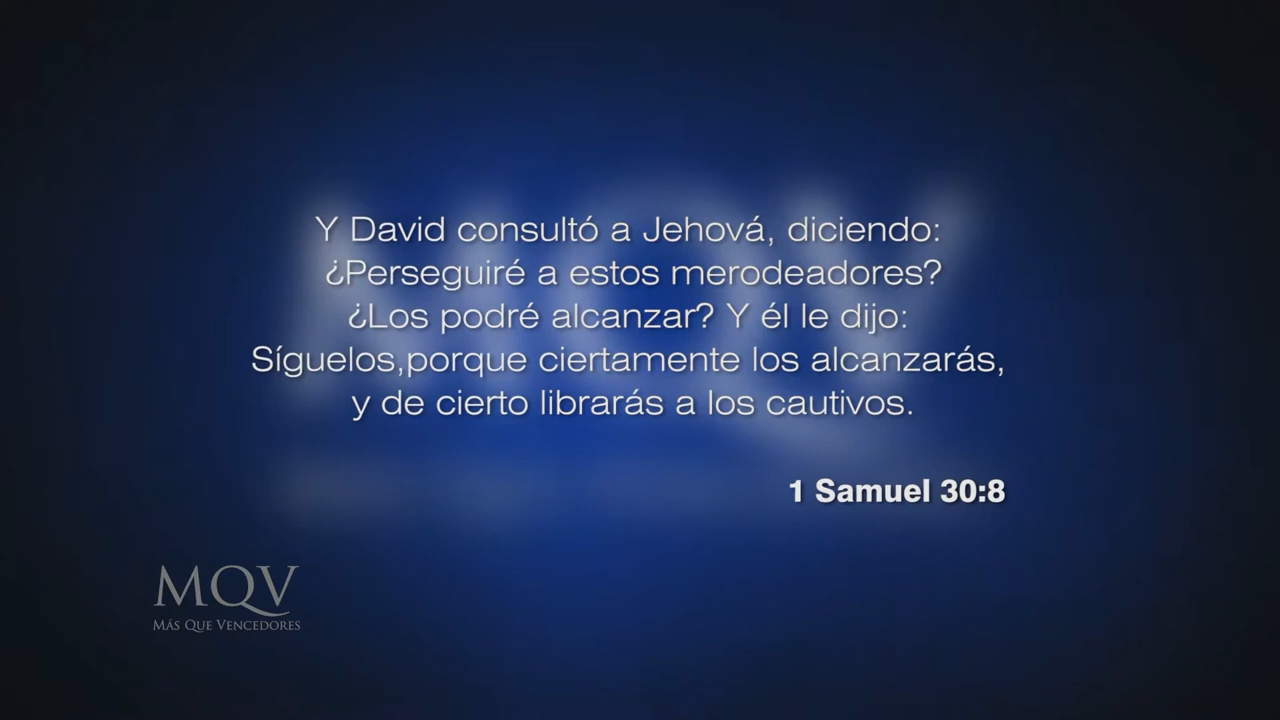 Y David consultó a Jehová, diciendo:
¿Perseguiré a estos merodeadores?
¿Los podré alcanzar? Y él le dijo:
Síguelos,porque ciertamente los alcanzarás,
y de cierto librarás a los cautivos.
1 Samuel 30:8
MQV
MÁS QUE VENCEDORES